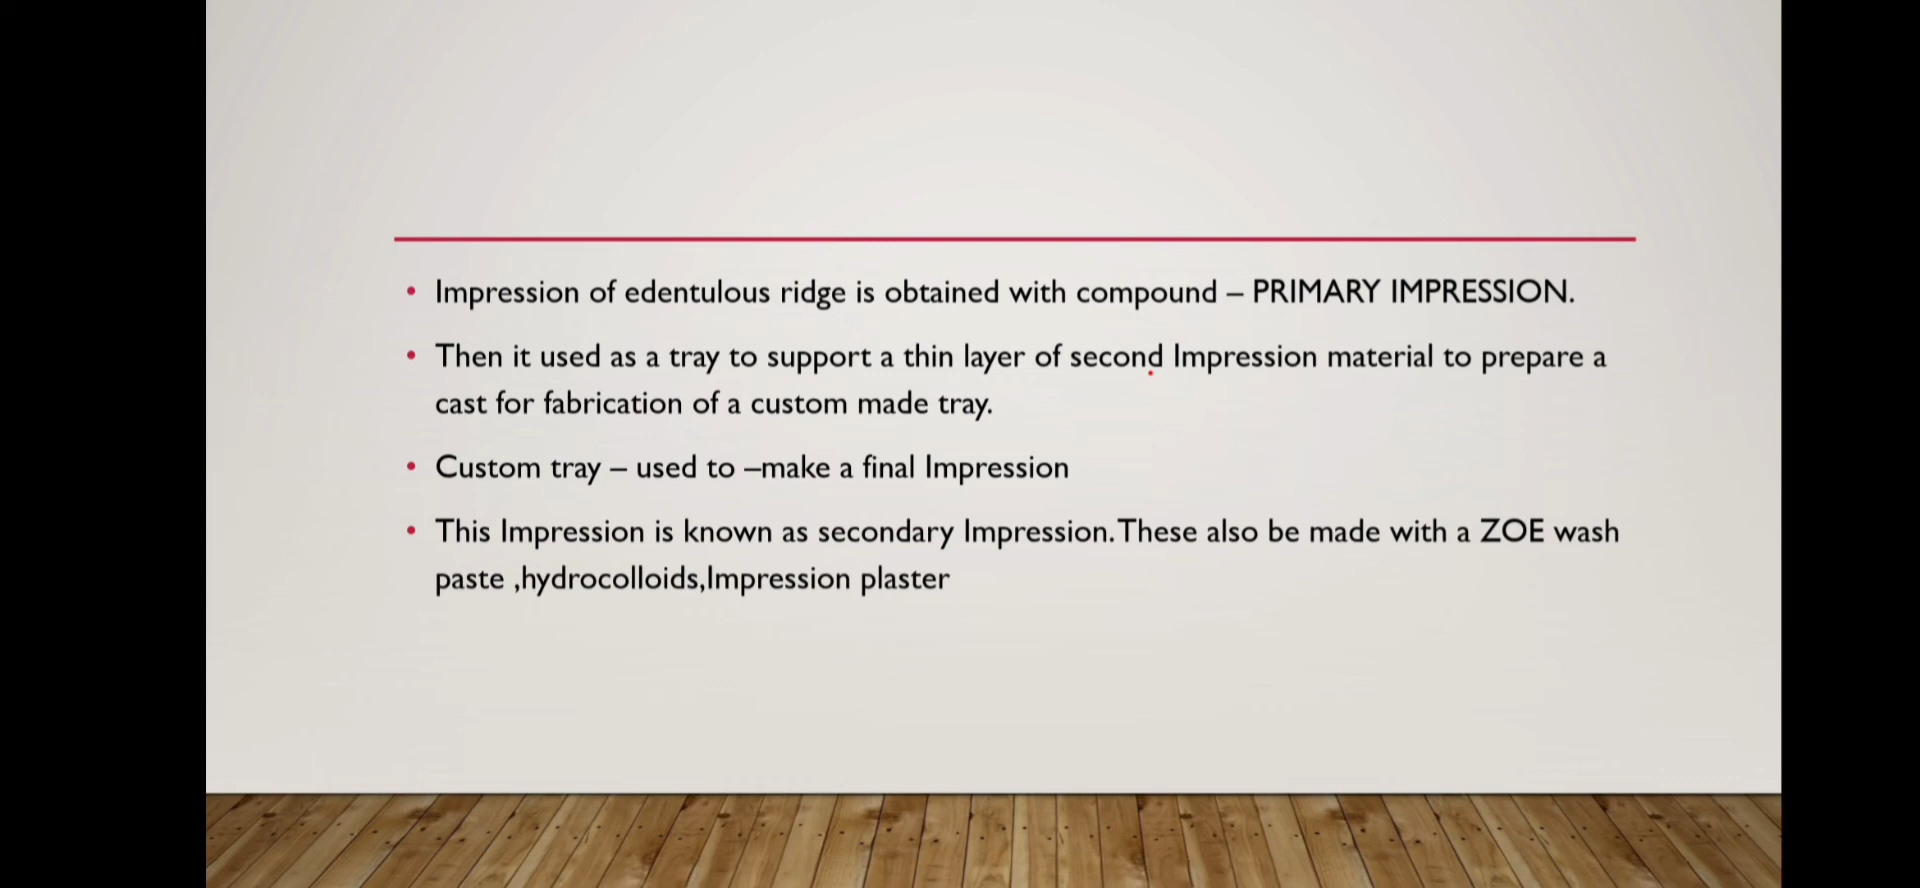 • Impression of edentulous ridge is obtained with compound – PRIMARY IMPRESSION.
• Then it used as a tray to support a thin layer of second Impression material to prepare a
cast for fabrication of a custom made tray.
• Custom tray – used to –make a final Impression
• This Impression is known as secondary Impression.These also be made with a ZOE wash
paste ,hydrocolloids,Impression plaster